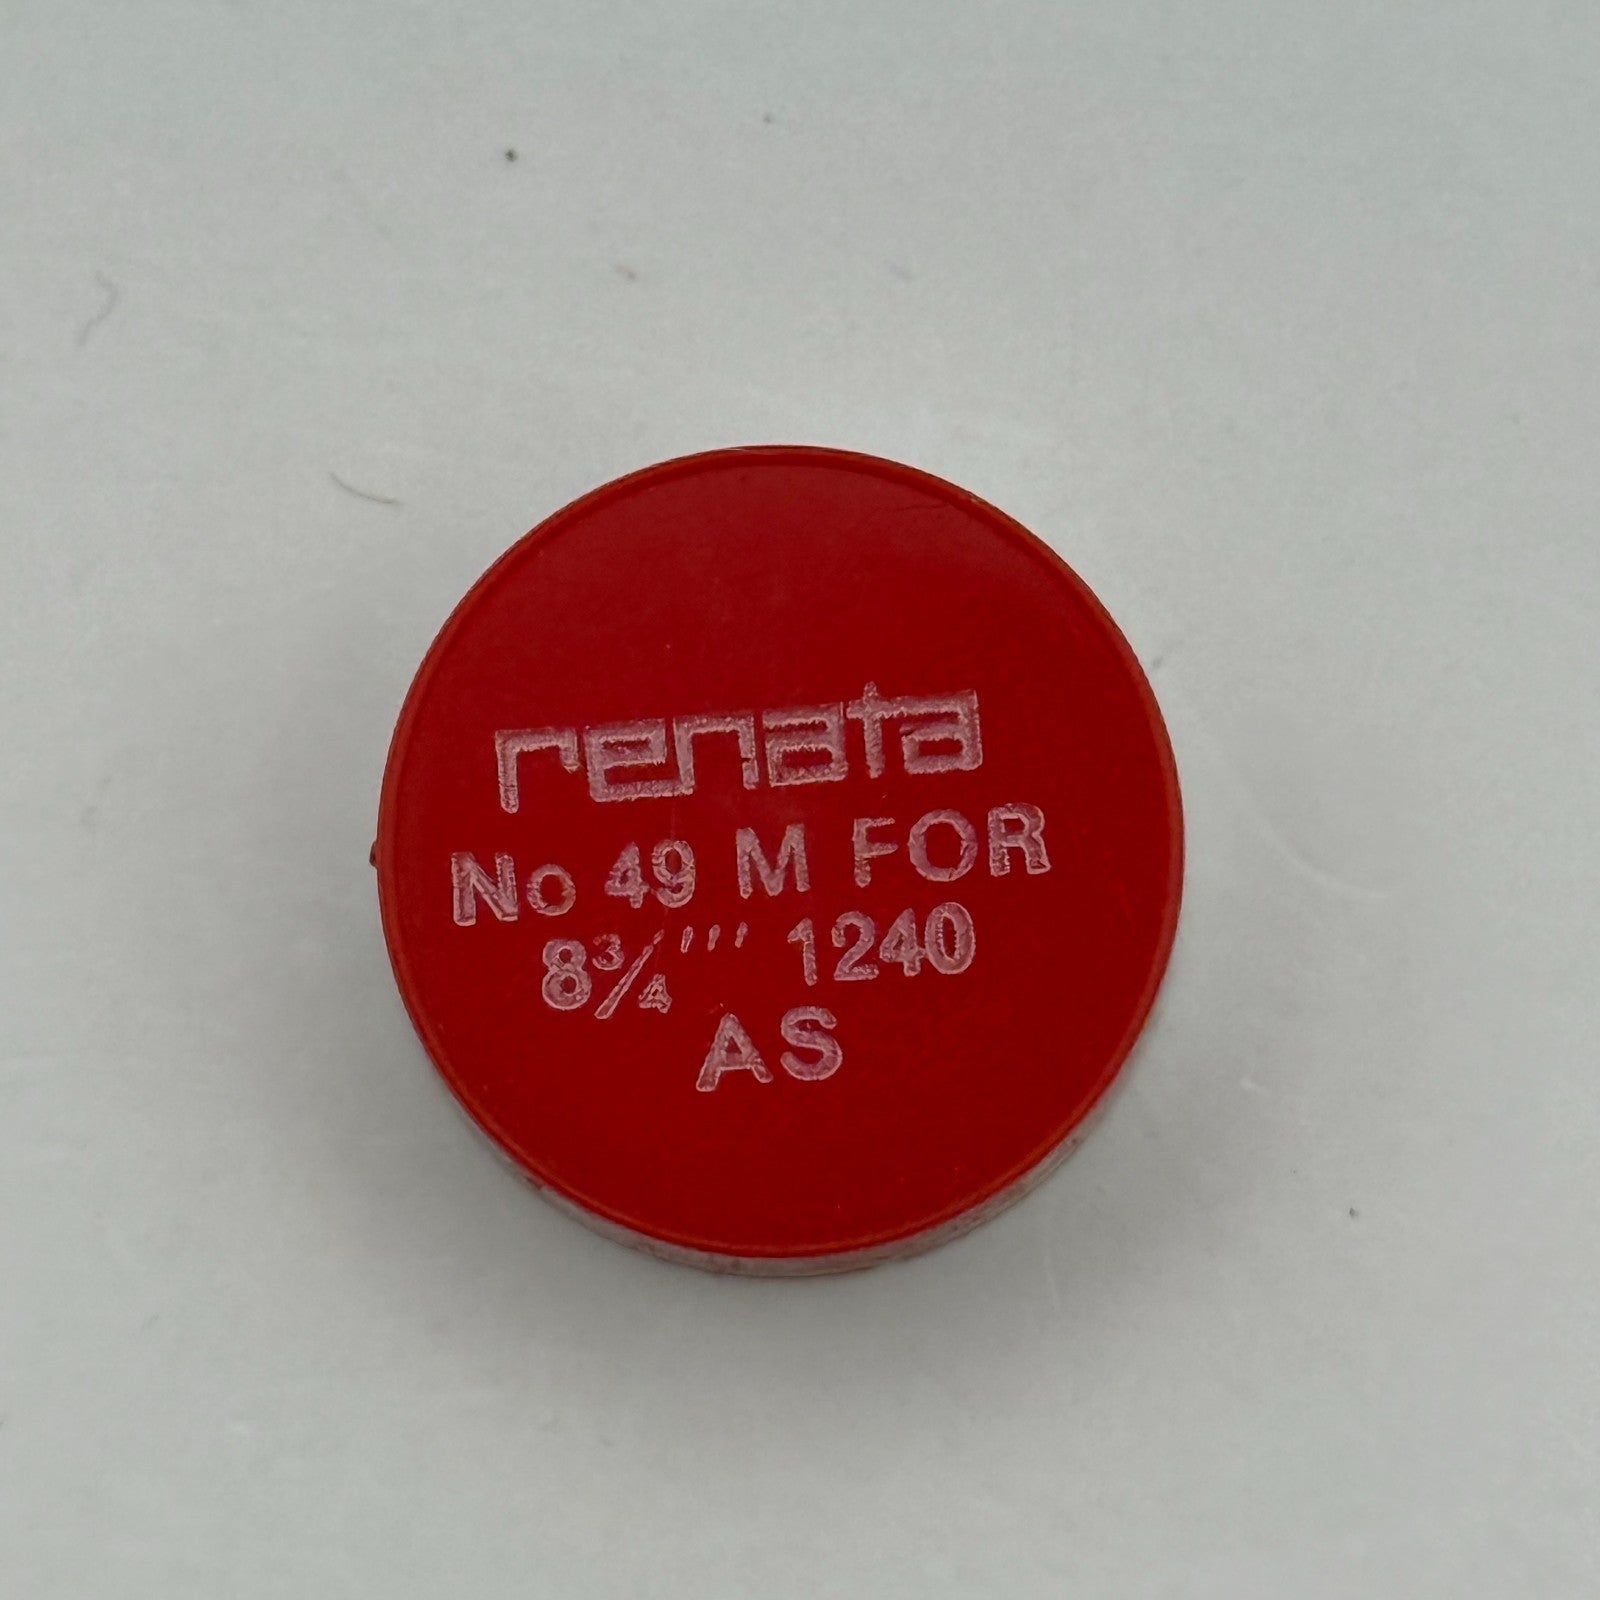 renata
No 49 M FOR
8¾''' 1240
AS